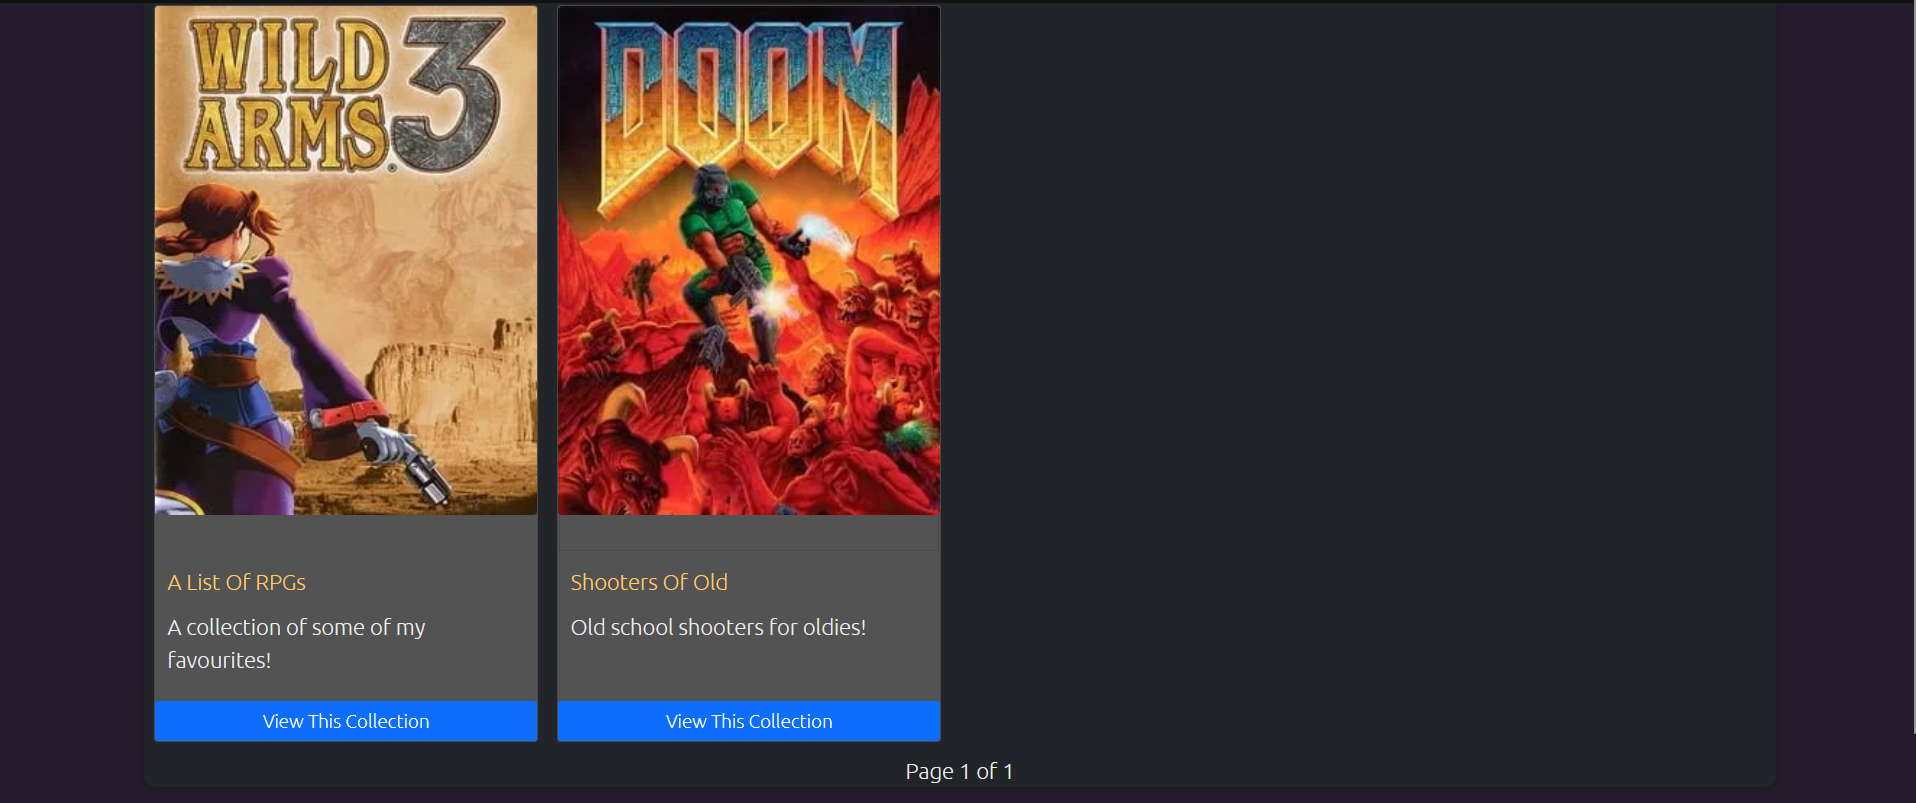 WILD
ARMS 3
DOOM
A List Of RPGs
A collection of some of my
favourites!
View This Collection
Shooters Of Old
Old school shooters for oldies!
View This Collection
Page 1 of 1